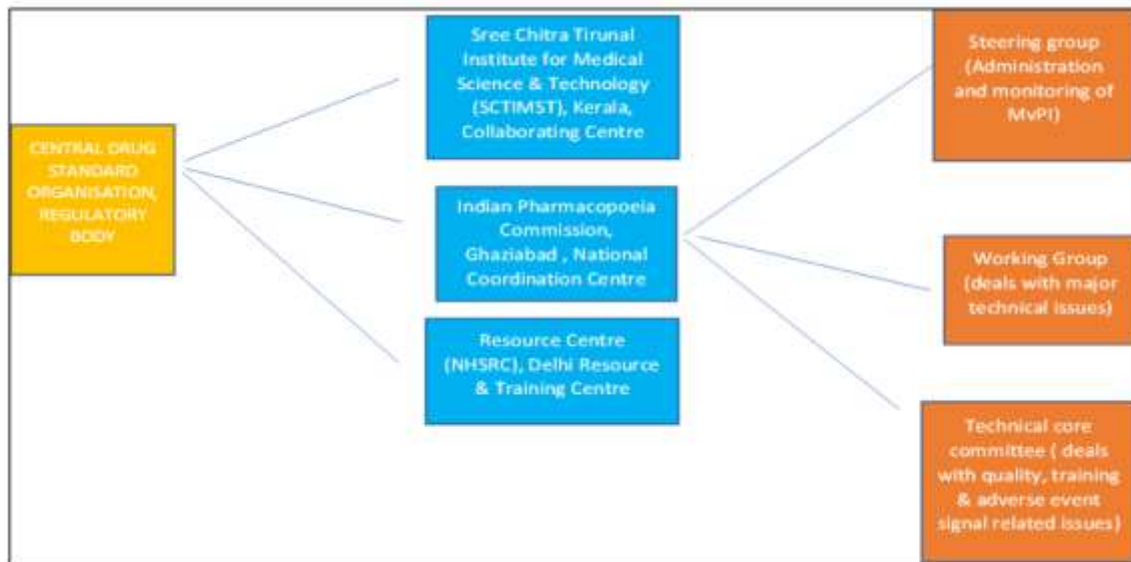 CENTRAL DRUG
STANDARD
ORGANISATION,
REGULATORY
BODY
Sree Chitra Tirunal
Institute for Medical
Science & Technology
(SCTIMST), Kerala,
Collaborating Centre
Indian Pharmacopoeia
Commission,
Ghaziabad , National
Coordination Centre
Resource Centre
(NHSRC), Delhi Resource
& Training Centre
Steering group
(Administration
and monitoring of
MvPI)
Working Group
(deals with major
technical issues)
Technical core
committee ( deals
with quality, training
& adverse event
signal related issues)